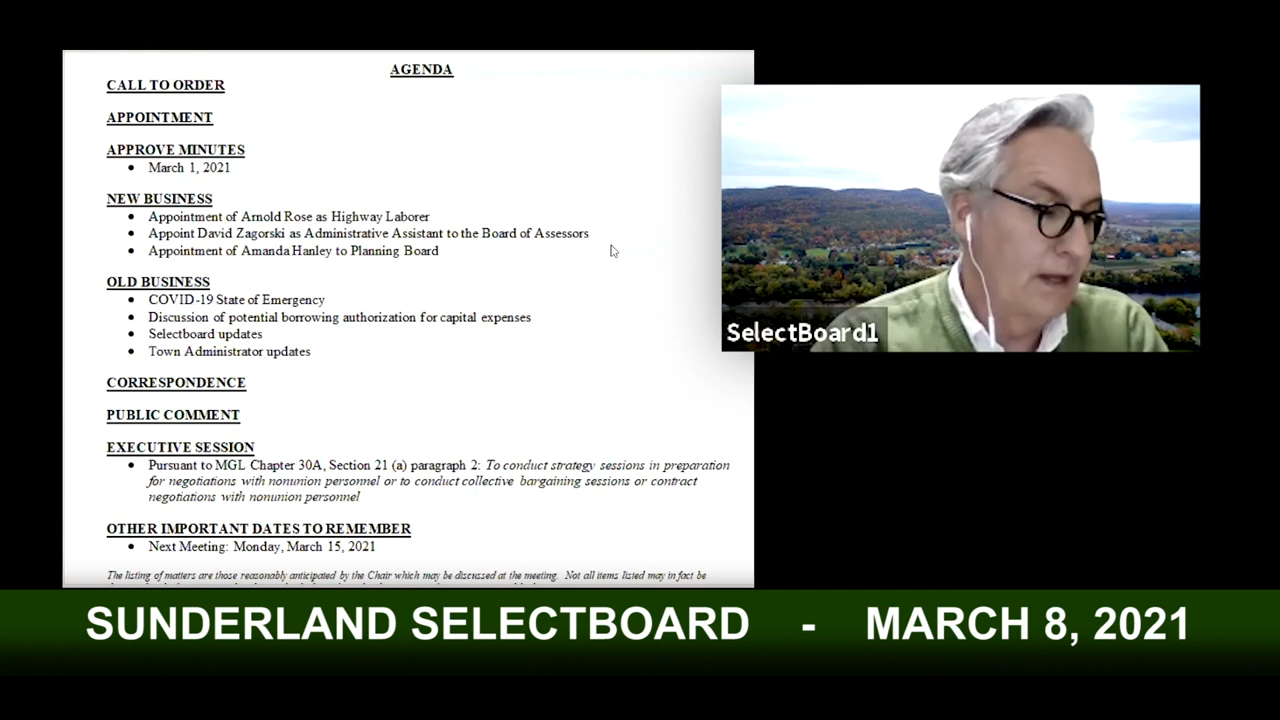 AGENDA
CALL TO ORDER
APPOINTMENT
APPROVE MINUTES
• March 1, 2021
NEW BUSINESS
• Appointment of Arnold Rose as Highway Laborer
• Appoint David Zagorski as Administrative Assistant to the Board of Assessors
• Appointment of Amanda Hanley to Planning Board
OLD BUSINESS
• COVID-19 State of Emergency
• Discussion of potential borrowing authorization for capital expenses
• Selectboard updates
• Town Administrator updates
CORRESPONDENCE
PUBLIC COMMENT
EXECUTIVE SESSION
• Pursuant to MGL Chapter 30A, Section 21 (a) paragraph 2: To conduct strategy sessions in preparation
for negotiations with nonunion personnel or to conduct collective bargaining sessions or contract
negotiations with nonunion personnel
OTHER IMPORTANT DATES TO REMEMBER
• Next Meeting: Monday, March 15, 2021
The listing of matters are those reasonably anticipated by the Chair which may be discussed at the meeting. Not all items listed may in fact be
SelectBoard1
SUNDERLAND SELECTBOARD - MARCH 8, 2021